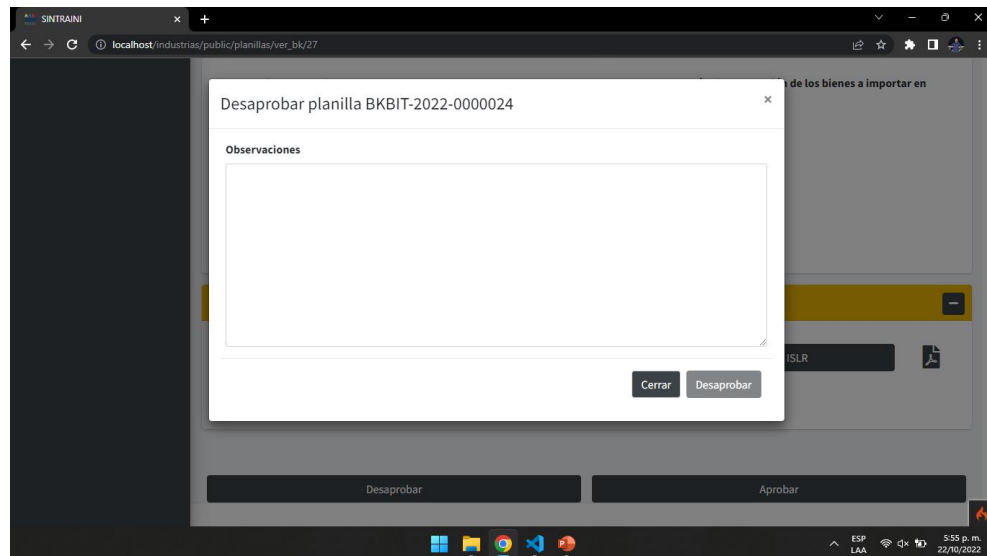 SINTRAINI
localhost/industrias/public/planillas/ver_bk/27
de los bienes a importar en
Desaprobar planilla BKBIT-2022-0000024
×
Observaciones
ISLR
Cerrar
Desaprobar
Desaprobar
Aprobar
ESP
LAA
5:55 p. m.
22/10/2022